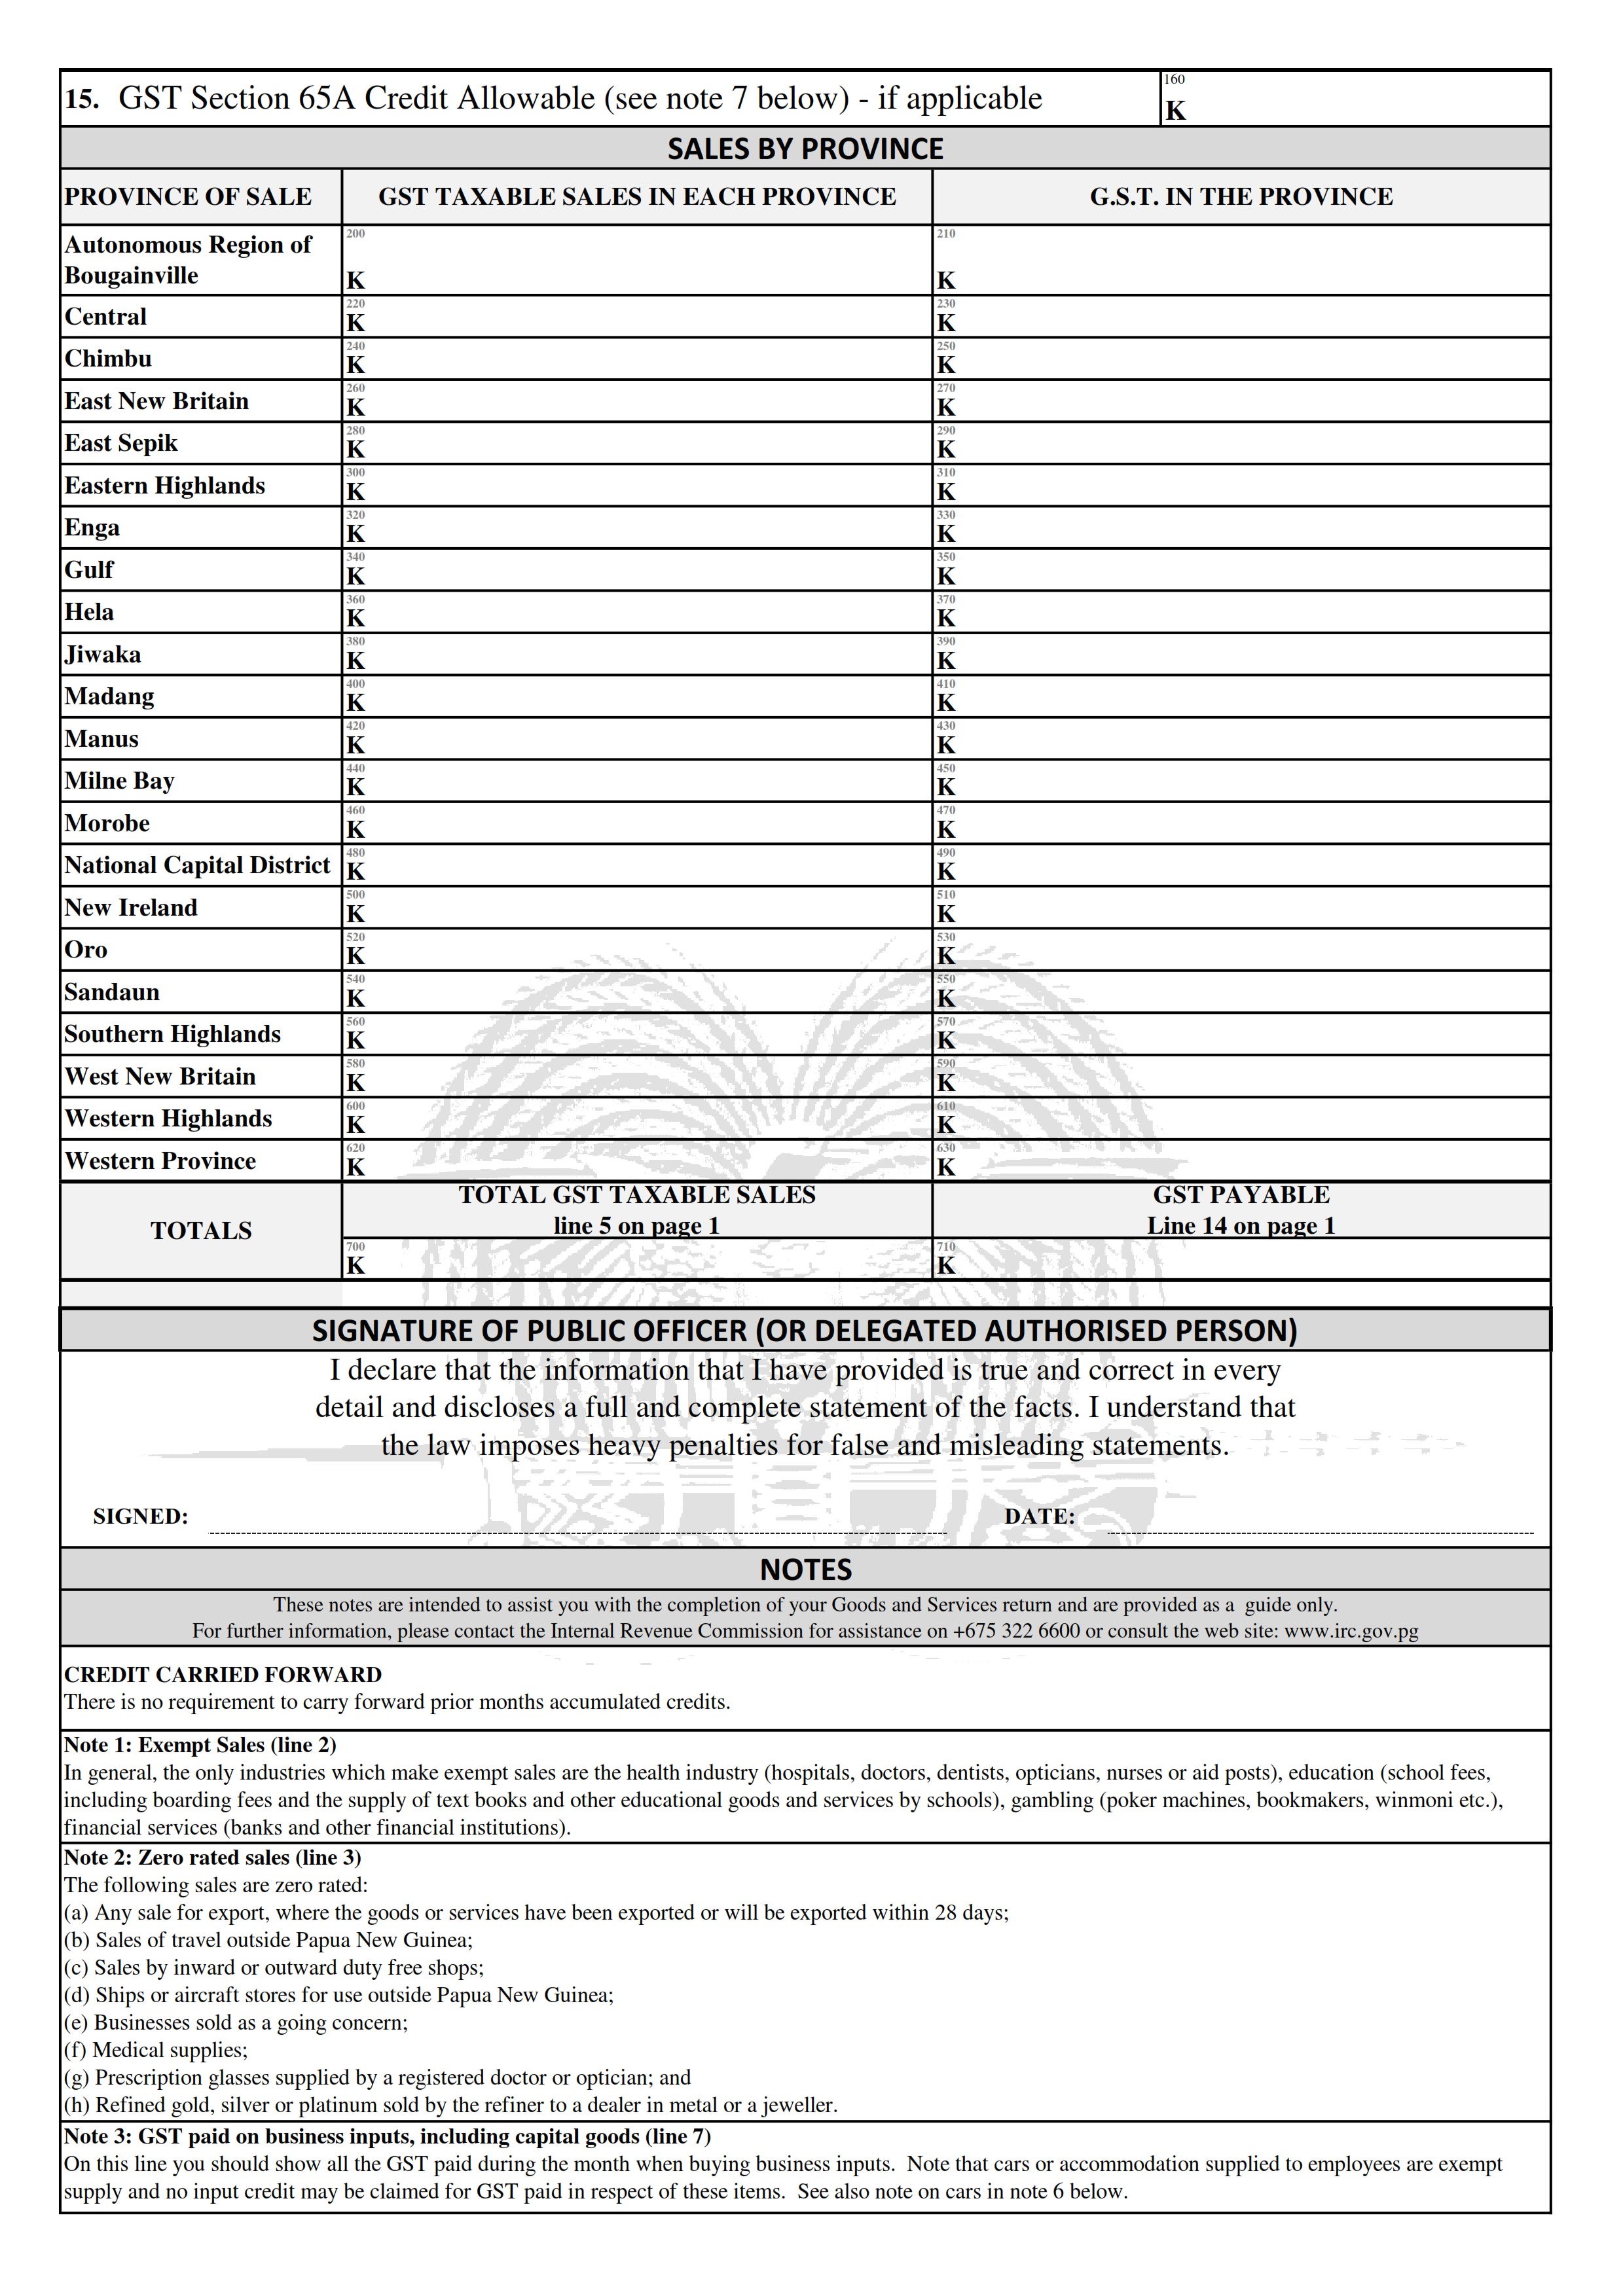 15. GST Section 65A Credit Allowable (see note 7 below) - if applicable
160
K
SALES BY PROVINCE
PROVINCE OF SALE GST TAXABLE SALES IN EACH PROVINCE G.S.T. IN THE PROVINCE
Autonomous Region of
Bougainville
200
K
210
K
Central
220
K
230
K
Chimbu
240
K
250
K
East New Britain
260
K
270
K
East Sepik
280
K
290
K
Eastern Highlands
300
K
310
K
Enga
320
K
330
K
Gulf
340
K
350
K
Hela
360
K
370
K
Jiwaka
380
K
390
K
Madang
400
K
410
K
Manus
420
K
430
K
Milne Bay
440
K
450
K
Morobe
460
K
470
K
National Capital District
480
K
490
K
New Ireland
500
K
510
K
Oro
520
K
530
K
Sandaun
540
K
550
K
Southern Highlands
560
K
570
K
West New Britain
580
K
590
K
Western Highlands
600
K
610
K
Western Province
620
K
630
K
TOTALS
TOTAL GST TAXABLE SALES
line 5 on page 1
GST PAYABLE
Line 14 on page 1
700
K
710
K
SIGNATURE OF PUBLIC OFFICER (OR DELEGATED AUTHORISED PERSON)
I declare that the information that I have provided is true and correct in every
detail and discloses a full and complete statement of the facts. I understand that
the law imposes heavy penalties for false and misleading statements.
SIGNED: DATE:
NOTES
These notes are intended to assist you with the completion of your Goods and Services return and are provided as a guide only.
For further information, please contact the Internal Revenue Commission for assistance on +675 322 6600 or consult the web site: www.irc.gov.pg
CREDIT CARRIED FORWARD
There is no requirement to carry forward prior months accumulated credits.
Note 1: Exempt Sales (line 2)
In general, the only industries which make exempt sales are the health industry (hospitals, doctors, dentists, opticians, nurses or aid posts), education (school fees,
including boarding fees and the supply of text books and other educational goods and services by schools), gambling (poker machines, bookmakers, winmoni etc.),
financial services (banks and other financial institutions).
Note 2: Zero rated sales (line 3)
The following sales are zero rated:
(a) Any sale for export, where the goods or services have been exported or will be exported within 28 days;
(b) Sales of travel outside Papua New Guinea;
(c) Sales by inward or outward duty free shops;
(d) Ships or aircraft stores for use outside Papua New Guinea;
(e) Businesses sold as a going concern;
(f) Medical supplies;
(g) Prescription glasses supplied by a registered doctor or optician; and
(h) Refined gold, silver or platinum sold by the refiner to a dealer in metal or a jeweller.
Note 3: GST paid on business inputs, including capital goods (line 7)
On this line you should show all the GST paid during the month when buying business inputs. Note that cars or accommodation supplied to employees are exempt
supply and no input credit may be claimed for GST paid in respect of these items. See also note on cars in note 6 below.